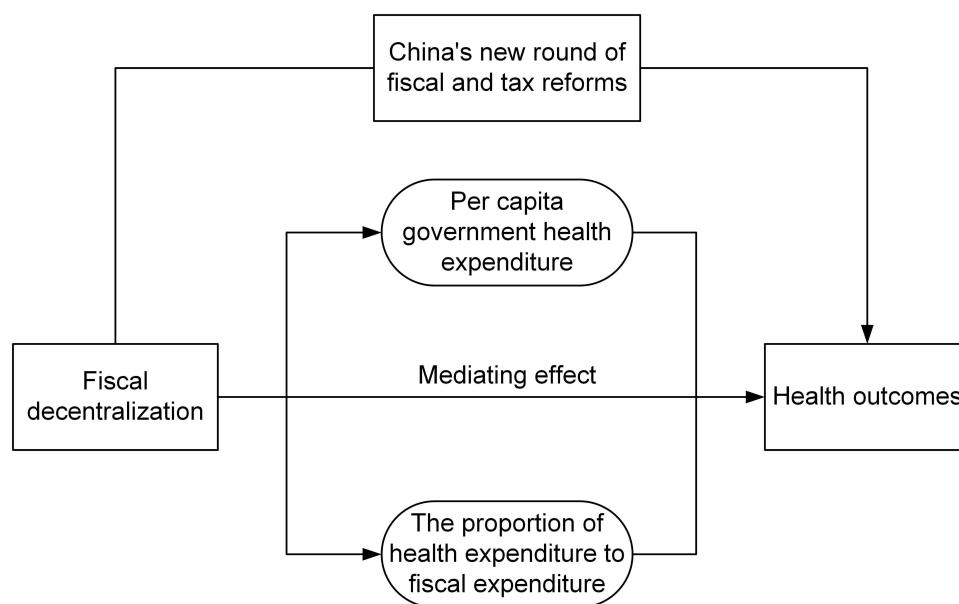 China's new round of
fiscal and tax reforms
Per capita
government health
expenditure
Fiscal
decentralization
Mediating effect
Health outcomes
The proportion of
health expenditure to
fiscal expenditure